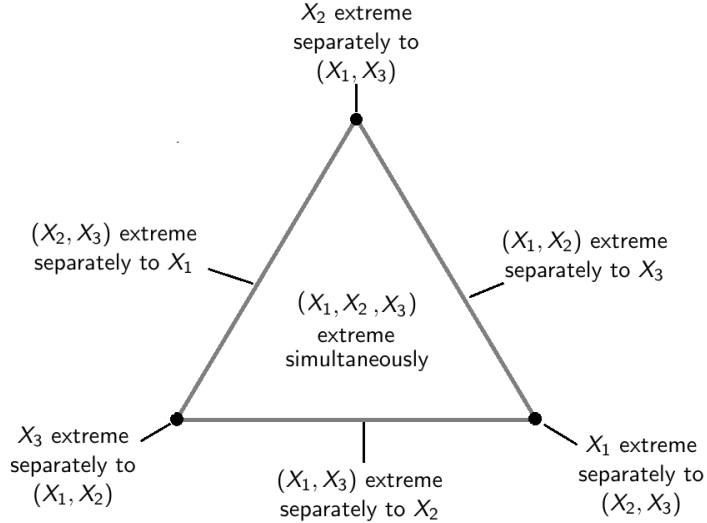 X₂ extreme
separately to
(X₁, X₃)
(X₂, X₃) extreme
separately to X₁
(X₁, X₂) extreme
separately to X₃
(X₁, X₂ ,X₃)
extreme
simultaneously
X₃ extreme
separately to
(X₁, X₂)
(X₁, X₃) extreme
separately to X₂
X₁ extreme
separately to
(X₂, X₃)